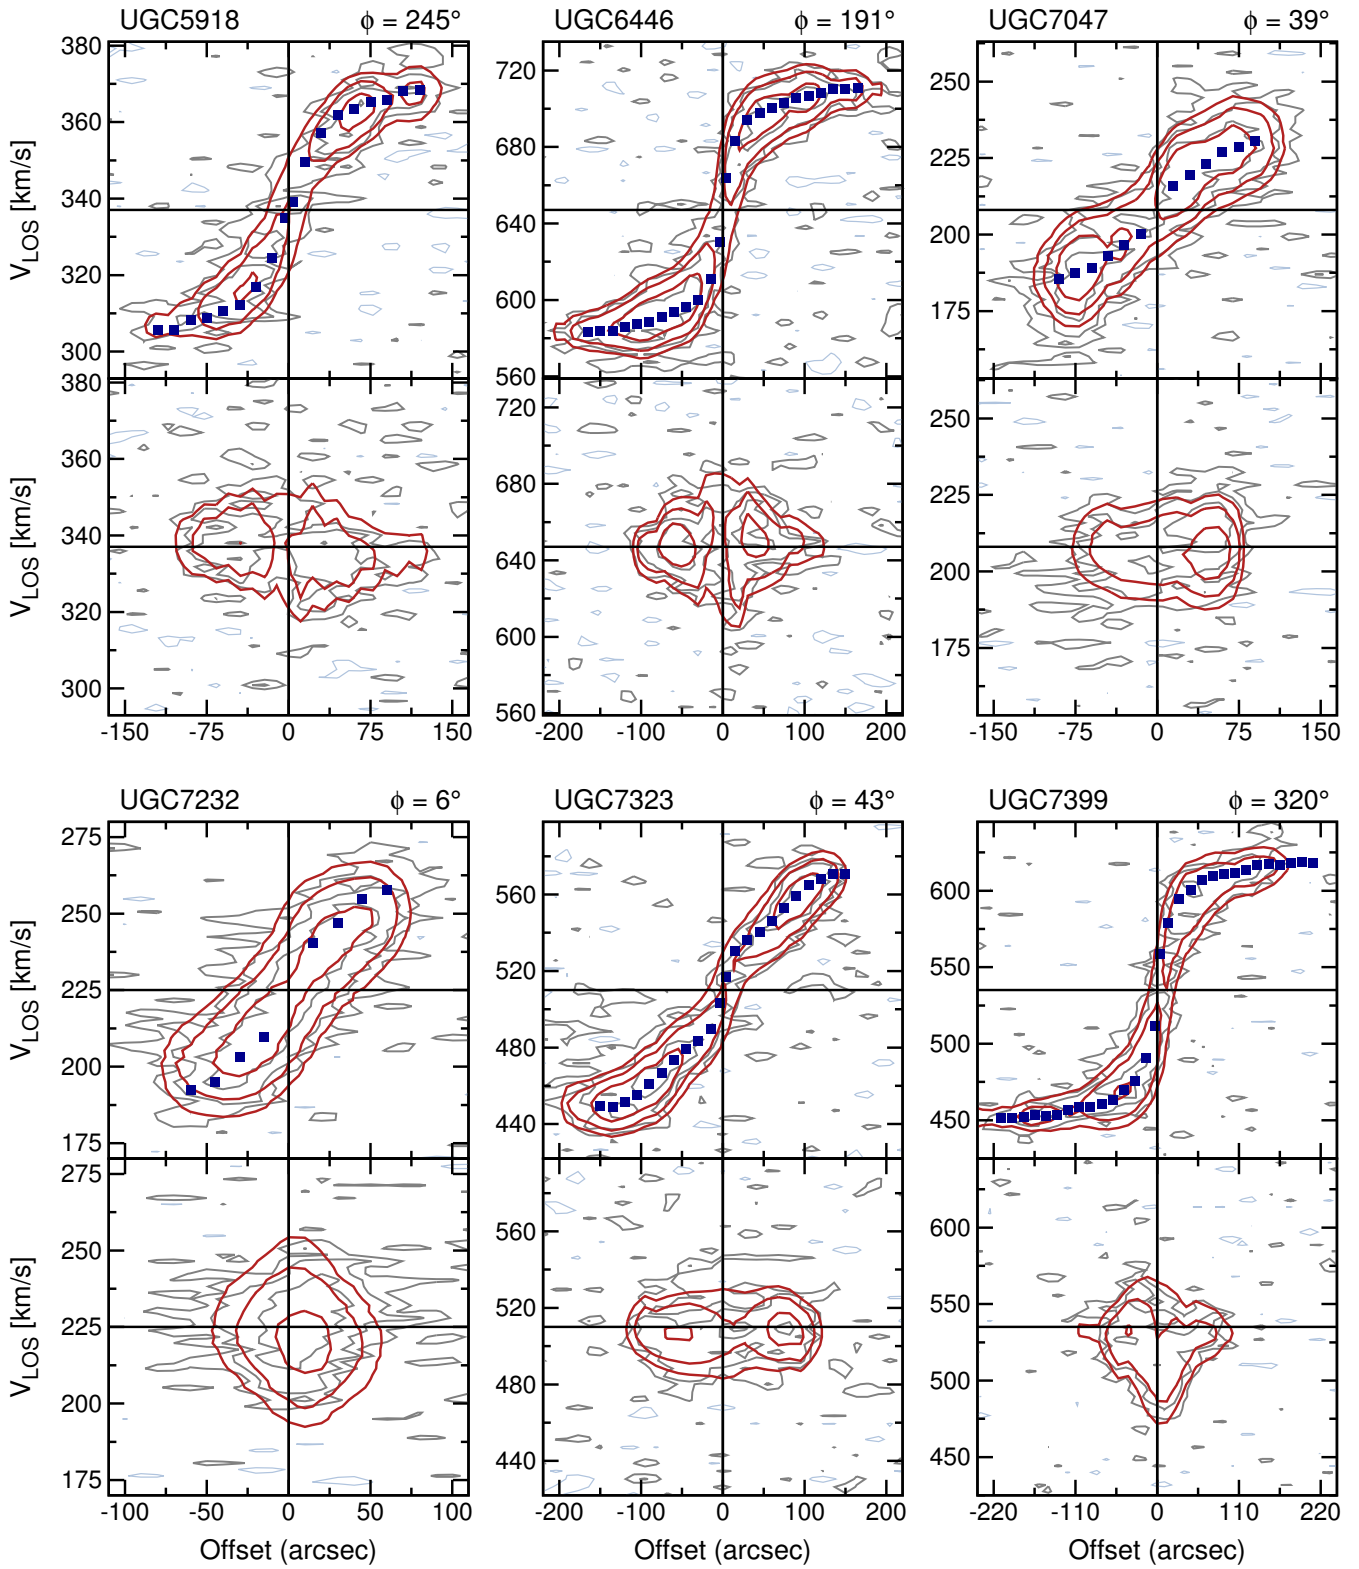 UGC5918 ϕ = 245° UGC6446 ϕ = 191° UGC7047 ϕ = 39°
380 720 250
360 680 225
340 640 200
320 600 175
300 560
V_LOS [km/s]
380 720 250
360 680 225
340 640 200
320 600 175
300 560
V_LOS [km/s]
-150 -75 0 75 150 -200 -100 0 100 200 -150 -75 0 75 150
UGC7232 ϕ = 6° UGC7323 ϕ = 43° UGC7399 ϕ = 320°
275 560 600
250 520 550
225 480 500
200 440 450
175
V_LOS [km/s]
275 560 600
250 520 550
225 480 500
200 440 450
175
V_LOS [km/s]
-100 -50 0 50 100 -200 -100 0 100 200 -220 -110 0 110 220
Offset (arcsec) Offset (arcsec) Offset (arcsec)